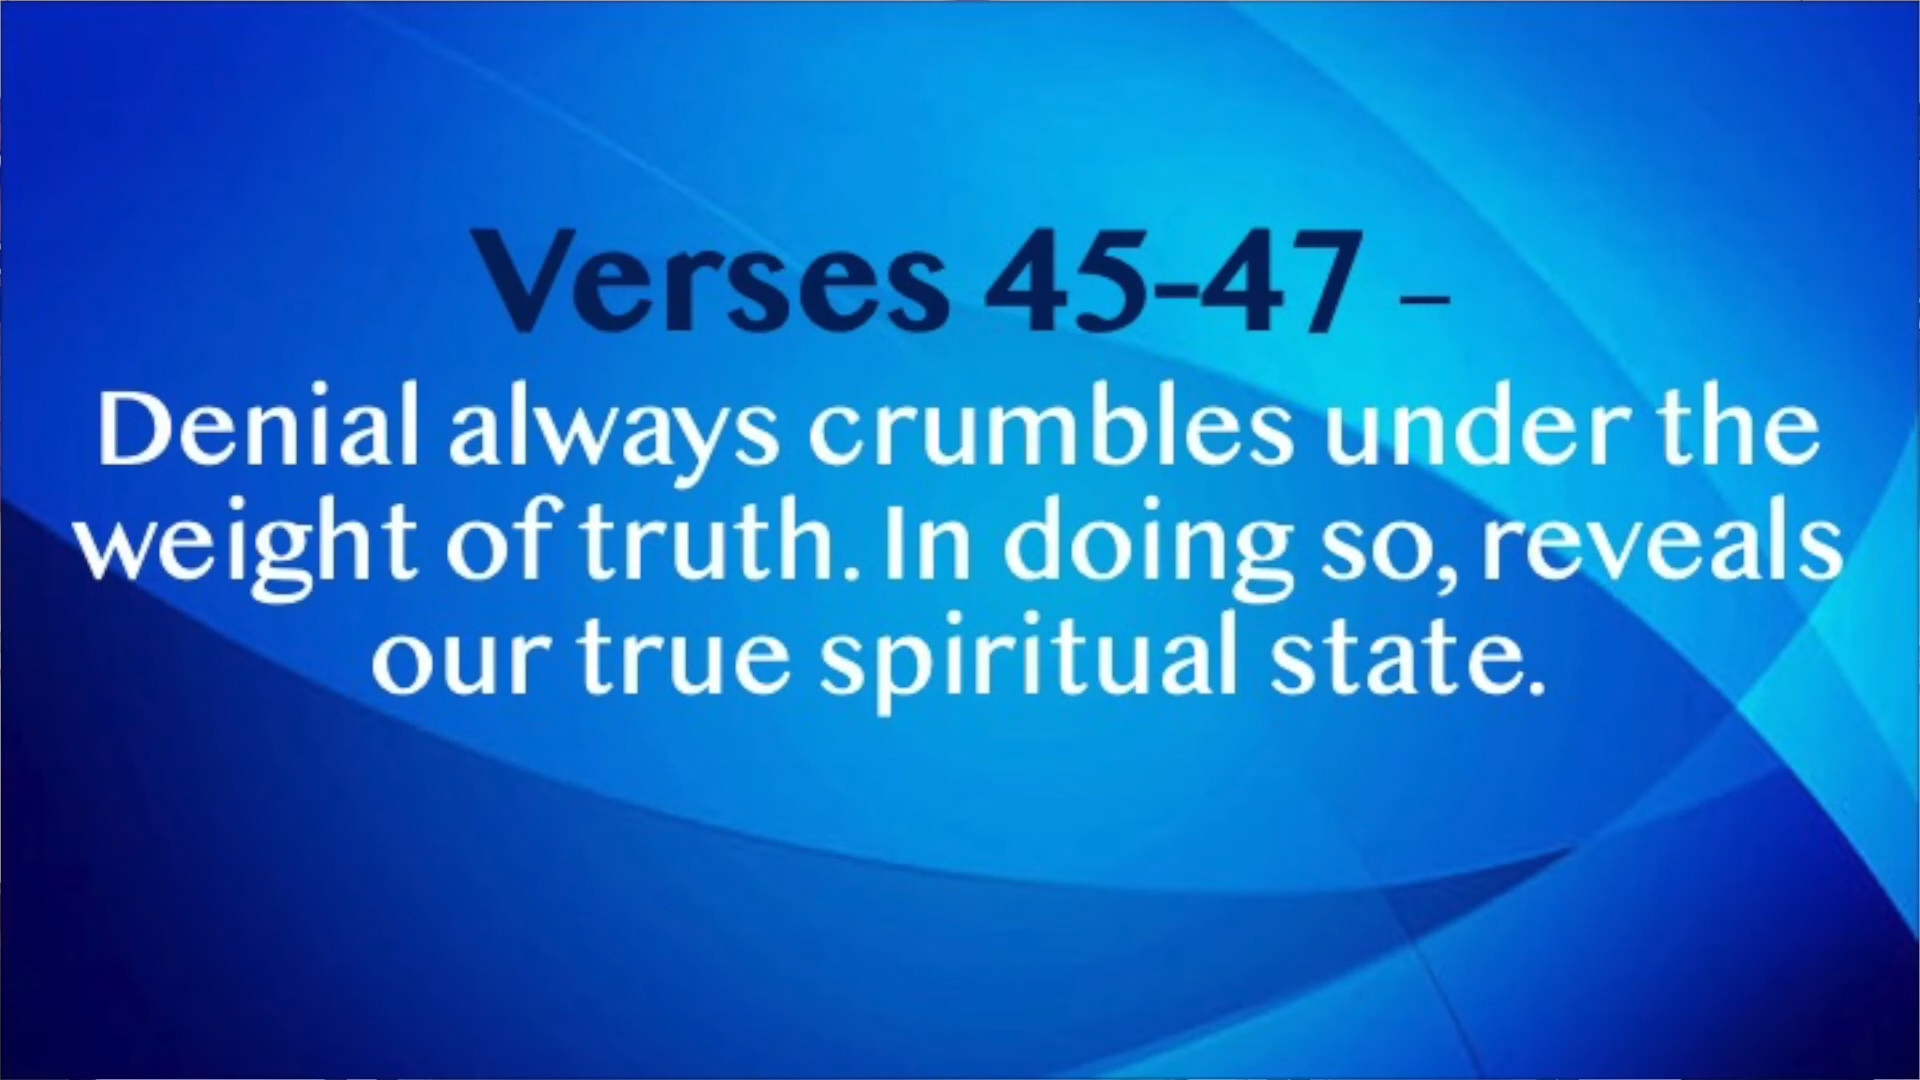 Verses 45-47 –
Denial always crumbles under the
weight of truth. In doing so, reveals
our true spiritual state.